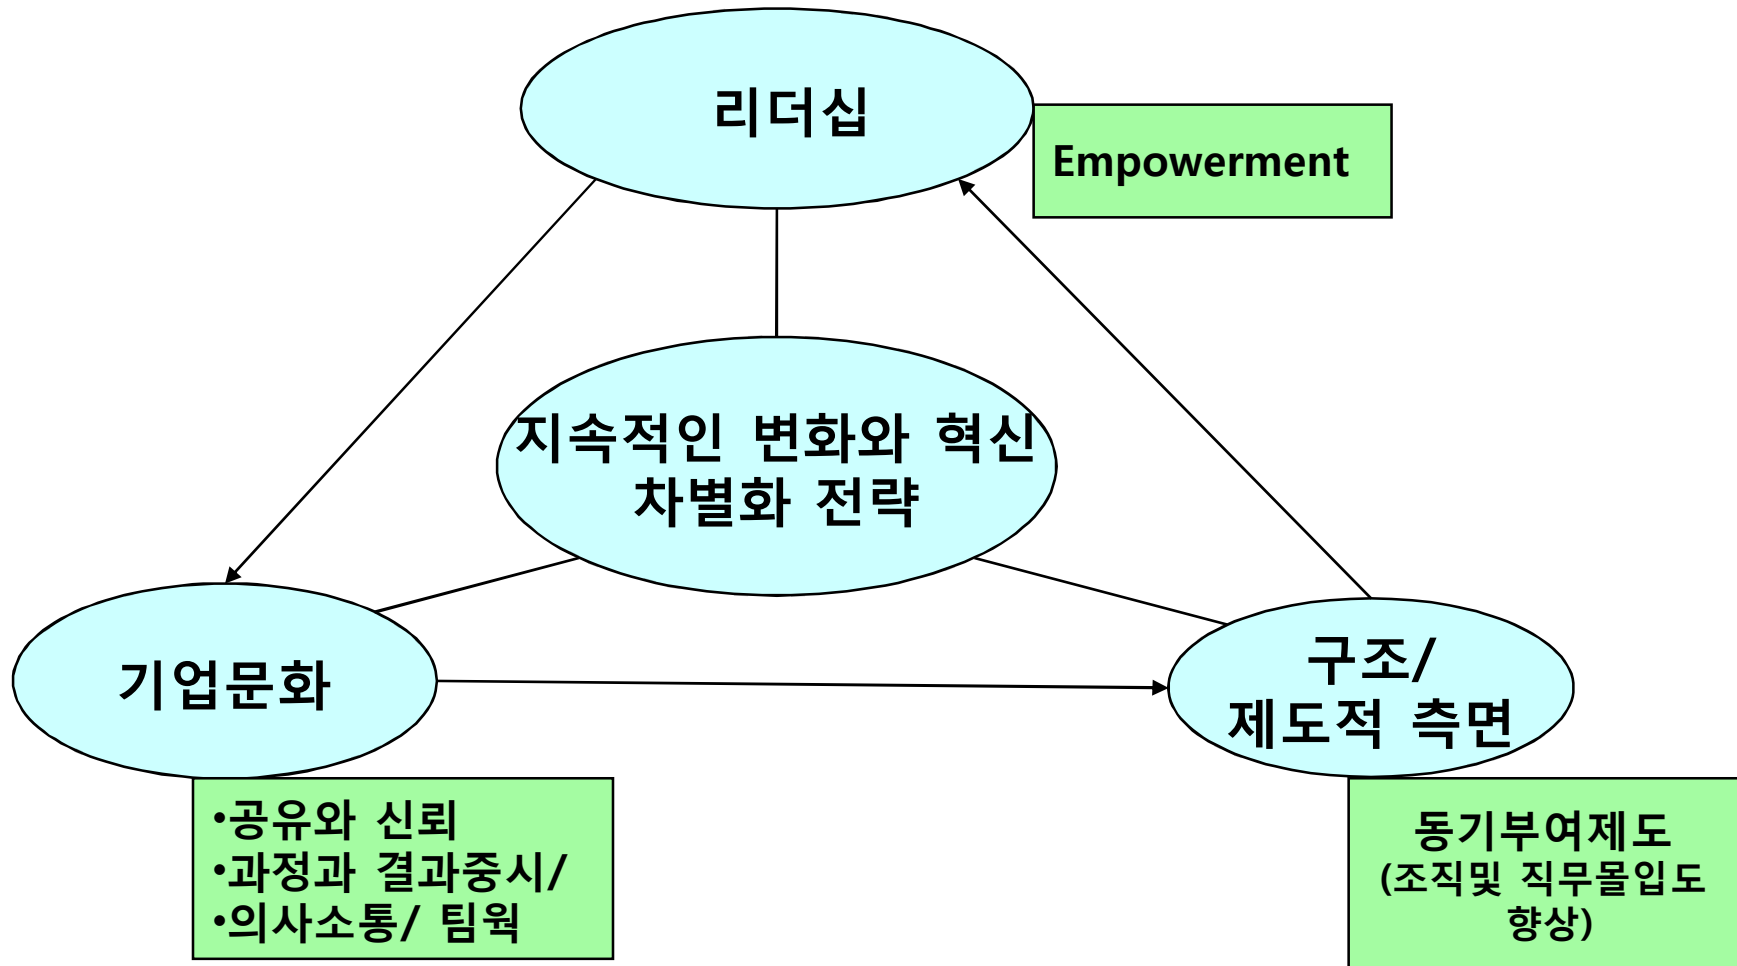 리더십
Empowerment
지속적인 변화와 혁신
차별화 전략
기업문화
구조/
제도적 측면
•공유와 신뢰
•과정과 결과중시/
•의사소통/ 팀웍
동기부여제도
(조직및 직무몰입도
향상)